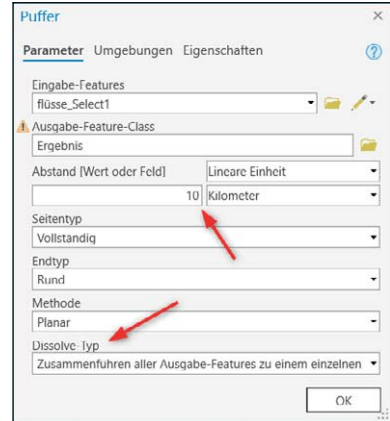 Puffer
Parameter Umgebungen Eigenschaften
Eingabe-Features
flüsse_Select1
Ausgabe-Feature-Class
Ergebnis
Abstand [Wert oder Feld] Lineare Einheit
10 Kilometer
Seitentyp
Vollständig
Endtyp
Rund
Methode
Planar
Dissolve-Typ
Zusammenführen aller Ausgabe-Features zu einem einzelnen
OK